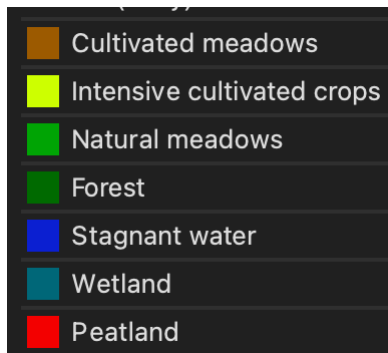 Cultivated meadows
Intensive cultivated crops
Natural meadows
Forest
Stagnant water
Wetland
Peatland